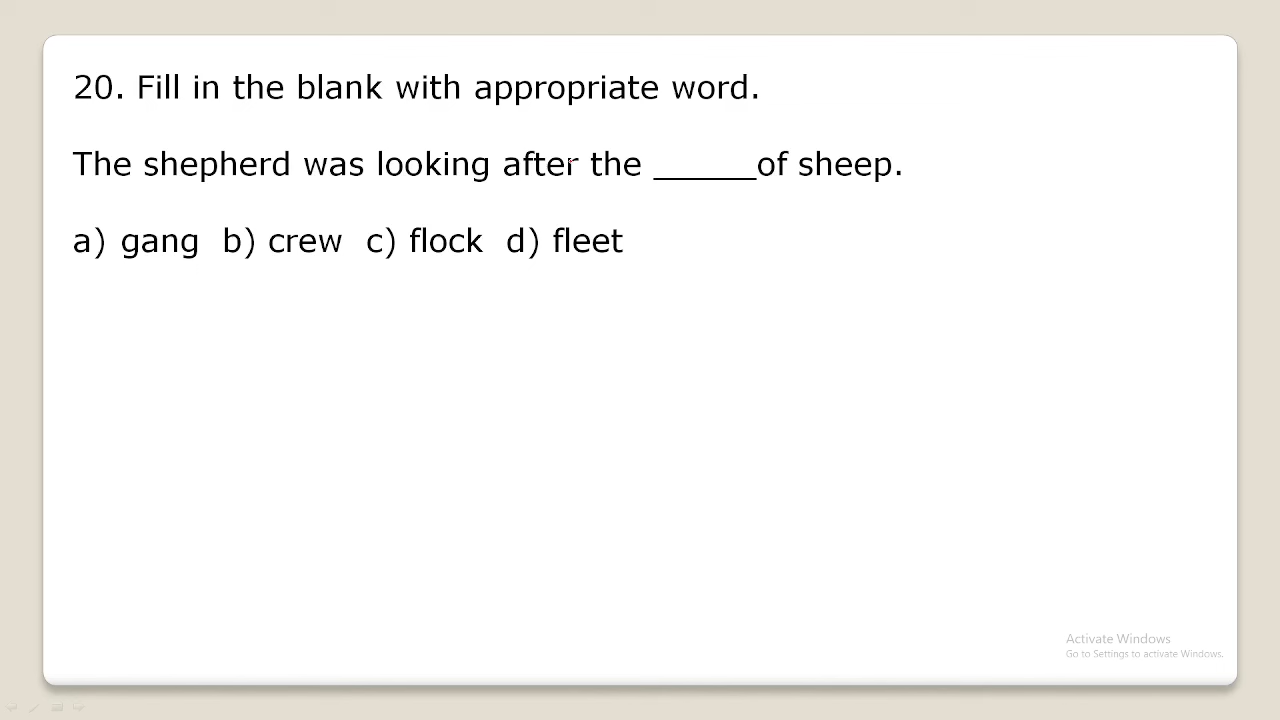 20. Fill in the blank with appropriate word.
The shepherd was looking after the ______of sheep.
a) gang b) crew c) flock d) fleet
Activate Windows
Go to Settings to activate Windows.